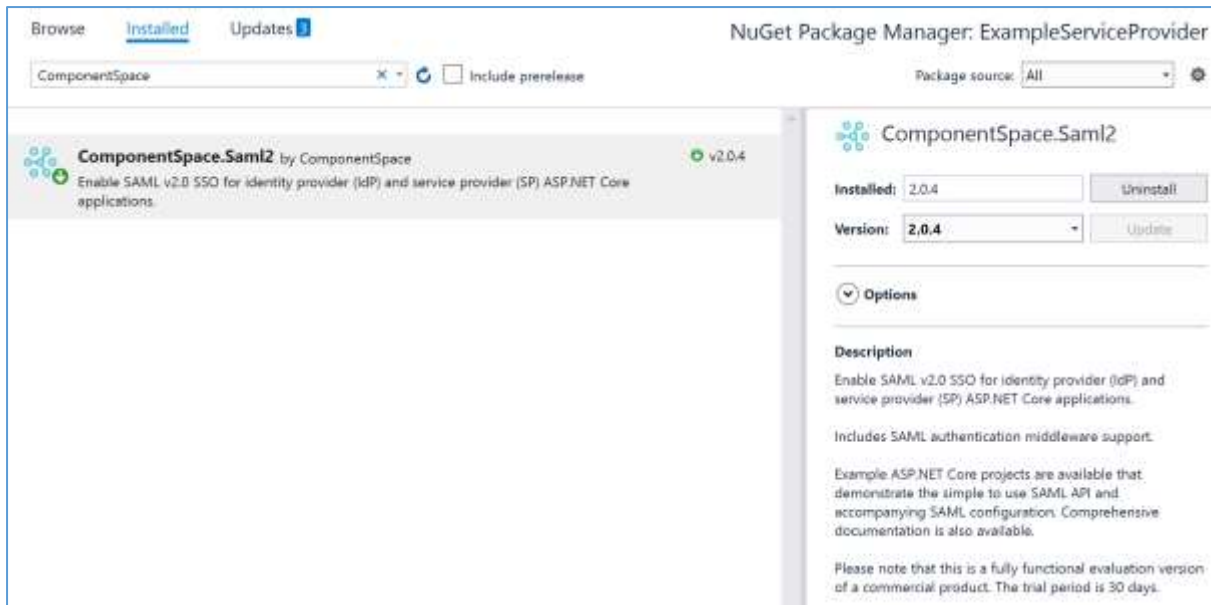 Browse Installed Updates 3
NuGet Package Manager: ExampleServiceProvider
ComponentSpace Include prerelease
Package source: All
ComponentSpace.Saml2 by ComponentSpace v2.0.4
Enable SAML v2.0 SSO for identity provider (IdP) and service provider (SP) ASP.NET Core
applications.
ComponentSpace.Saml2
Installed: 2.0.4 Uninstall
Version: 2.0.4 Update
Options
Description
Enable SAML v2.0 SSO for identity provider (IdP) and
service provider (SP) ASP.NET Core applications.
Includes SAML authentication middleware support.
Example ASP.NET Core projects are available that
demonstrate the simple to use SAML API and
accompanying SAML configuration. Comprehensive
documentation is also available.
Please note that this is a fully functional evaluation version
of a commercial product. The trial period is 30 days.